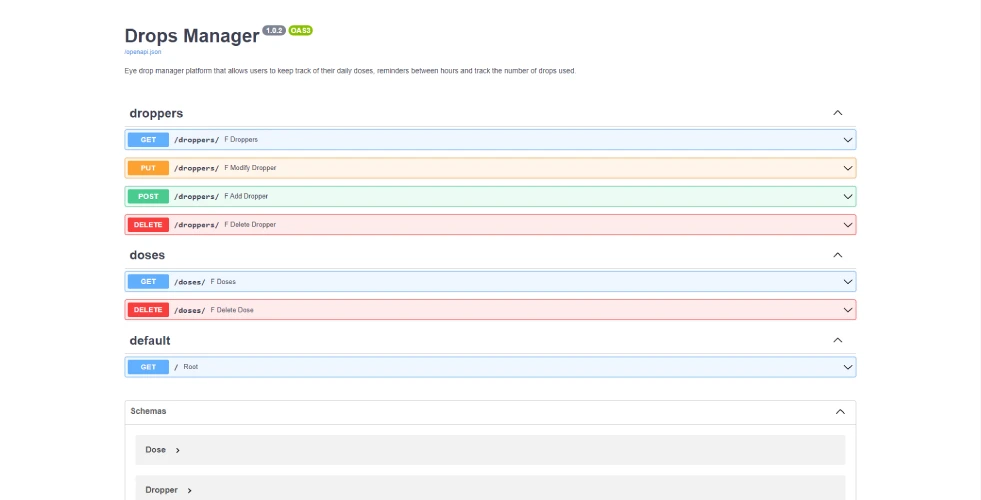 Drops Manager 1.0.2 OAS3
/openapi.json
Eye drop manager platform that allows users to keep track of their daily doses, reminders between hours and track the number of drops used.
droppers
GET /droppers/ F Droppers
PUT /droppers/ F Modify Dropper
POST /droppers/ F Add Dropper
DELETE /droppers/ F Delete Dropper
doses
GET /doses/ F Doses
DELETE /doses/ F Delete Dose
default
GET / Root
Schemas
Dose
Dropper